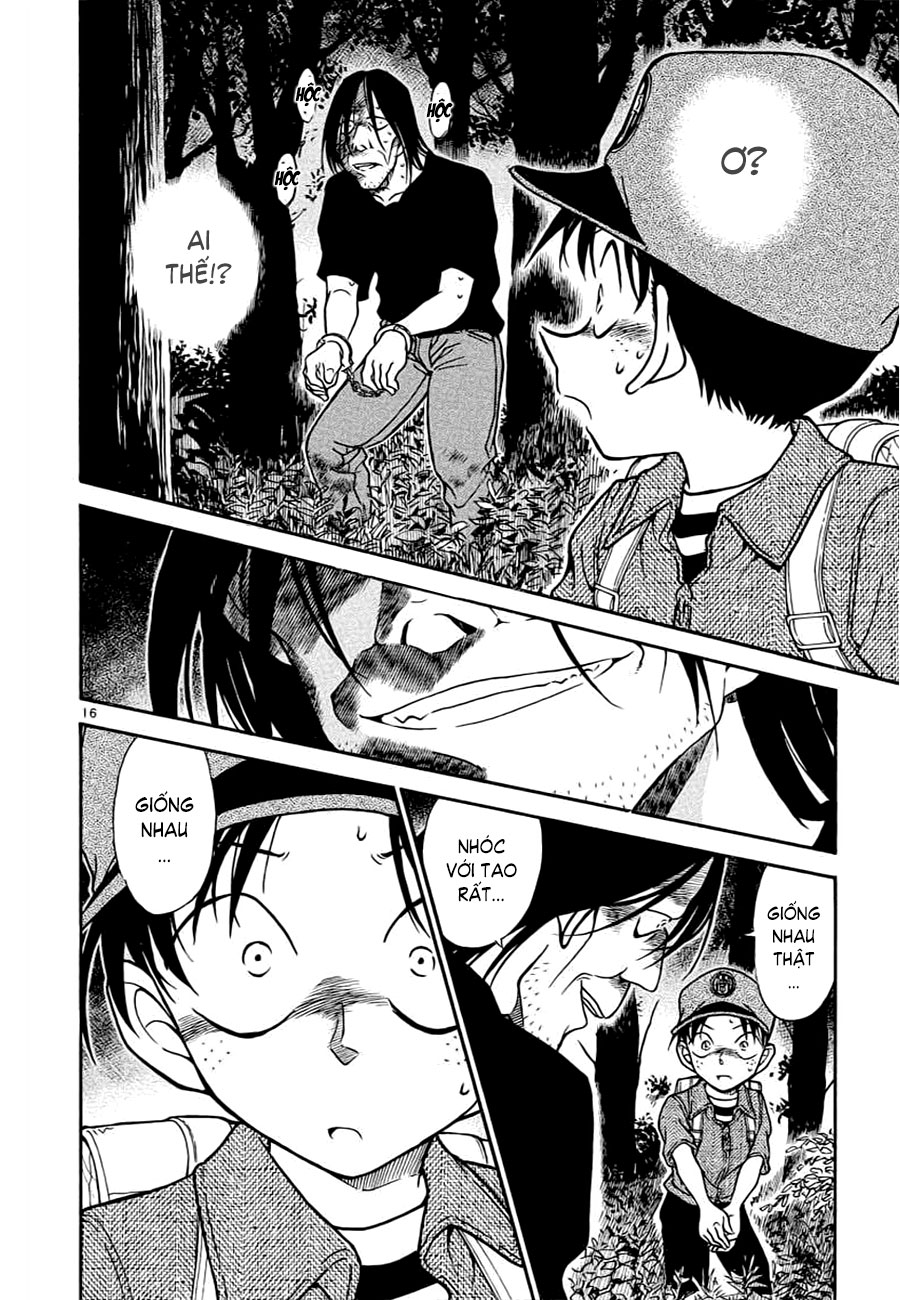 HỘC
HỘC
HỘC
Ơ?
AI
THẾ!?
16
GIỐNG
NHAU
...
NHÓC
VỚI TAO
RẤT...
GIỐNG
NHAU
THẬT
...